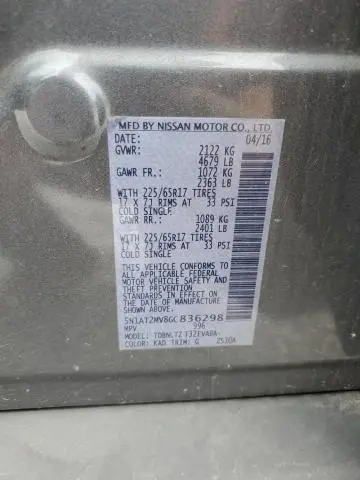 MFD BY NISSAN MOTOR CO., LTD.
DATE: 04/16
GVWR: 2122 KG
4679 LB
GAWR FR.: 1072 KG
2363 LB
WITH 225/65R17 TIRES
17 X 7J RIMS AT 33 PSI
COLD SINGLE
GAWR RR.: 1089 KG
2401 LB
WITH 225/65R17 TIRES
17 X 7J RIMS AT 33 PSI
COLD SINGLE
THIS VEHICLE CONFORMS TO
ALL APPLICABLE FEDERAL
MOTOR VEHICLE SAFETY AND
BUMPER STANDARDS IN EFFECT
ON THE DATE OF MANUFACTURE
SHOWN ABOVE.
5N1AT2MV8GC836298
MPV 996
MODEL:
COLOR: KAD TRIM: G